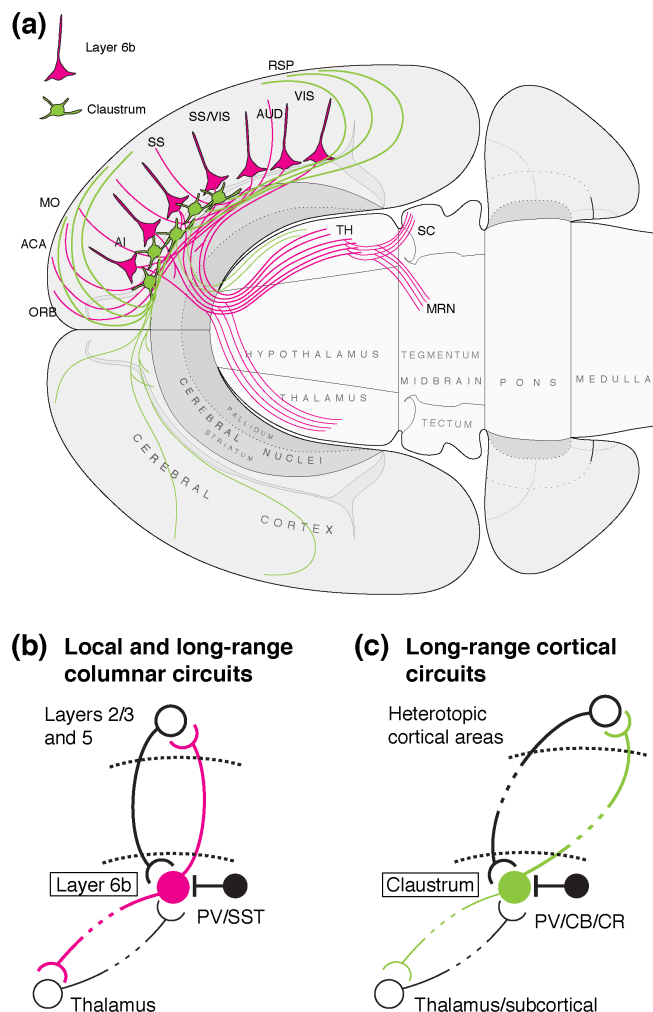 (a)
Layer 6b
Claustrum
RSP
VIS
AUD
SS/VIS
SS
MO
AI
ACA
ORB
TH
SC
MRN
HYPOTHALAMUS
TEGMENTUM
MIDBRAIN
PONS
MEDULLA
THALAMUS
TECTUM
PALLIDUM
CEREBRAL NUCLEI
STRIATUM
CEREBRAL CORTEX
(b) Local and long-range
columnar circuits
Layers 2/3
and 5
Layer 6b
PV/SST
Thalamus
(c) Long-range cortical
circuits
Heterotopic
cortical areas
Claustrum
PV/CB/CR
Thalamus/subcortical